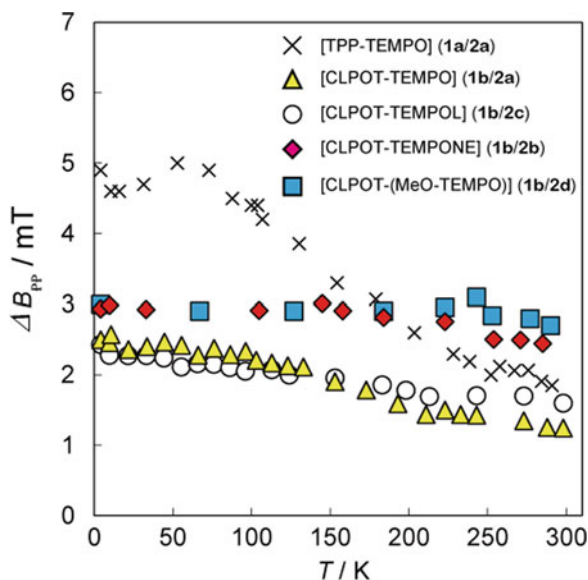 7
6
5
4
3
2
1
0
ΔB_PP / mT
[TPP-TEMPO] (1a/2a)
[CLPOT-TEMPO] (1b/2a)
[CLPOT-TEMPOL] (1b/2c)
[CLPOT-TEMPONE] (1b/2b)
[CLPOT-(MeO-TEMPO)] (1b/2d)
0 50 100 150 200 250 300
T / K